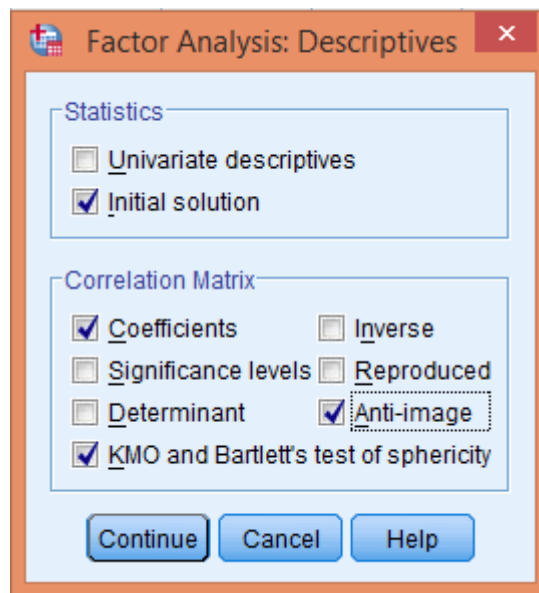 Factor Analysis: Descriptives
Statistics
Univariate descriptives
Initial solution
Correlation Matrix
Coefficients Inverse
Significance levels Reproduced
Determinant Anti-image
KMO and Bartlett's test of sphericity
Continue Cancel Help